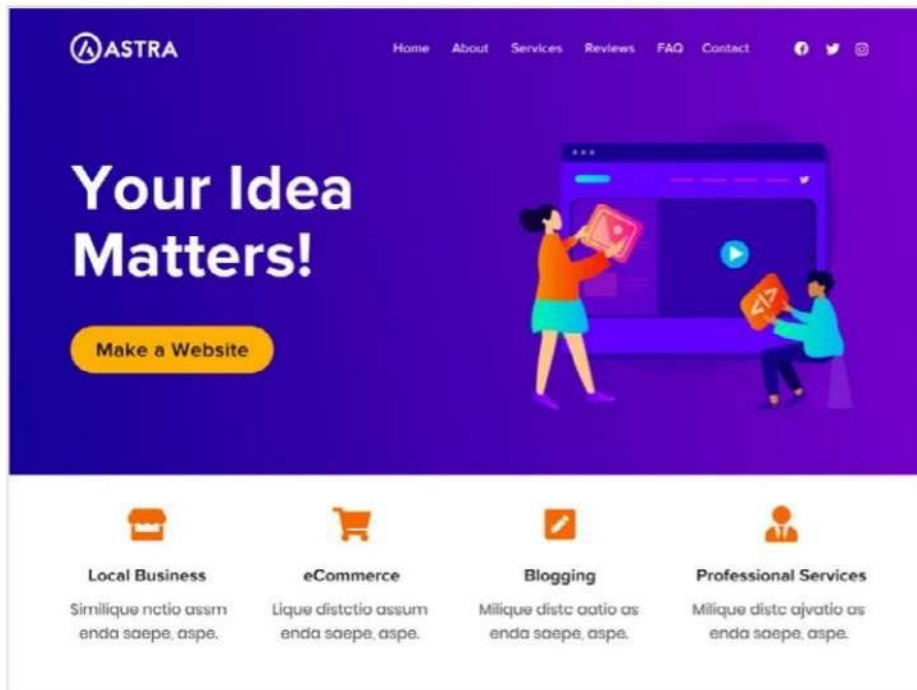 ASTRA
Home About Services Reviews FAQ Contact
Your Idea
Matters!
Make a Website
</>
Local Business
Similique nctio assm
enda saepe, aspe.
eCommerce
Lique distctio assum
enda saepe, aspe.
Blogging
Milique distc aatio as
enda saepe, aspe.
Professional Services
Milique distc ajvatio as
enda saepe, aspe.